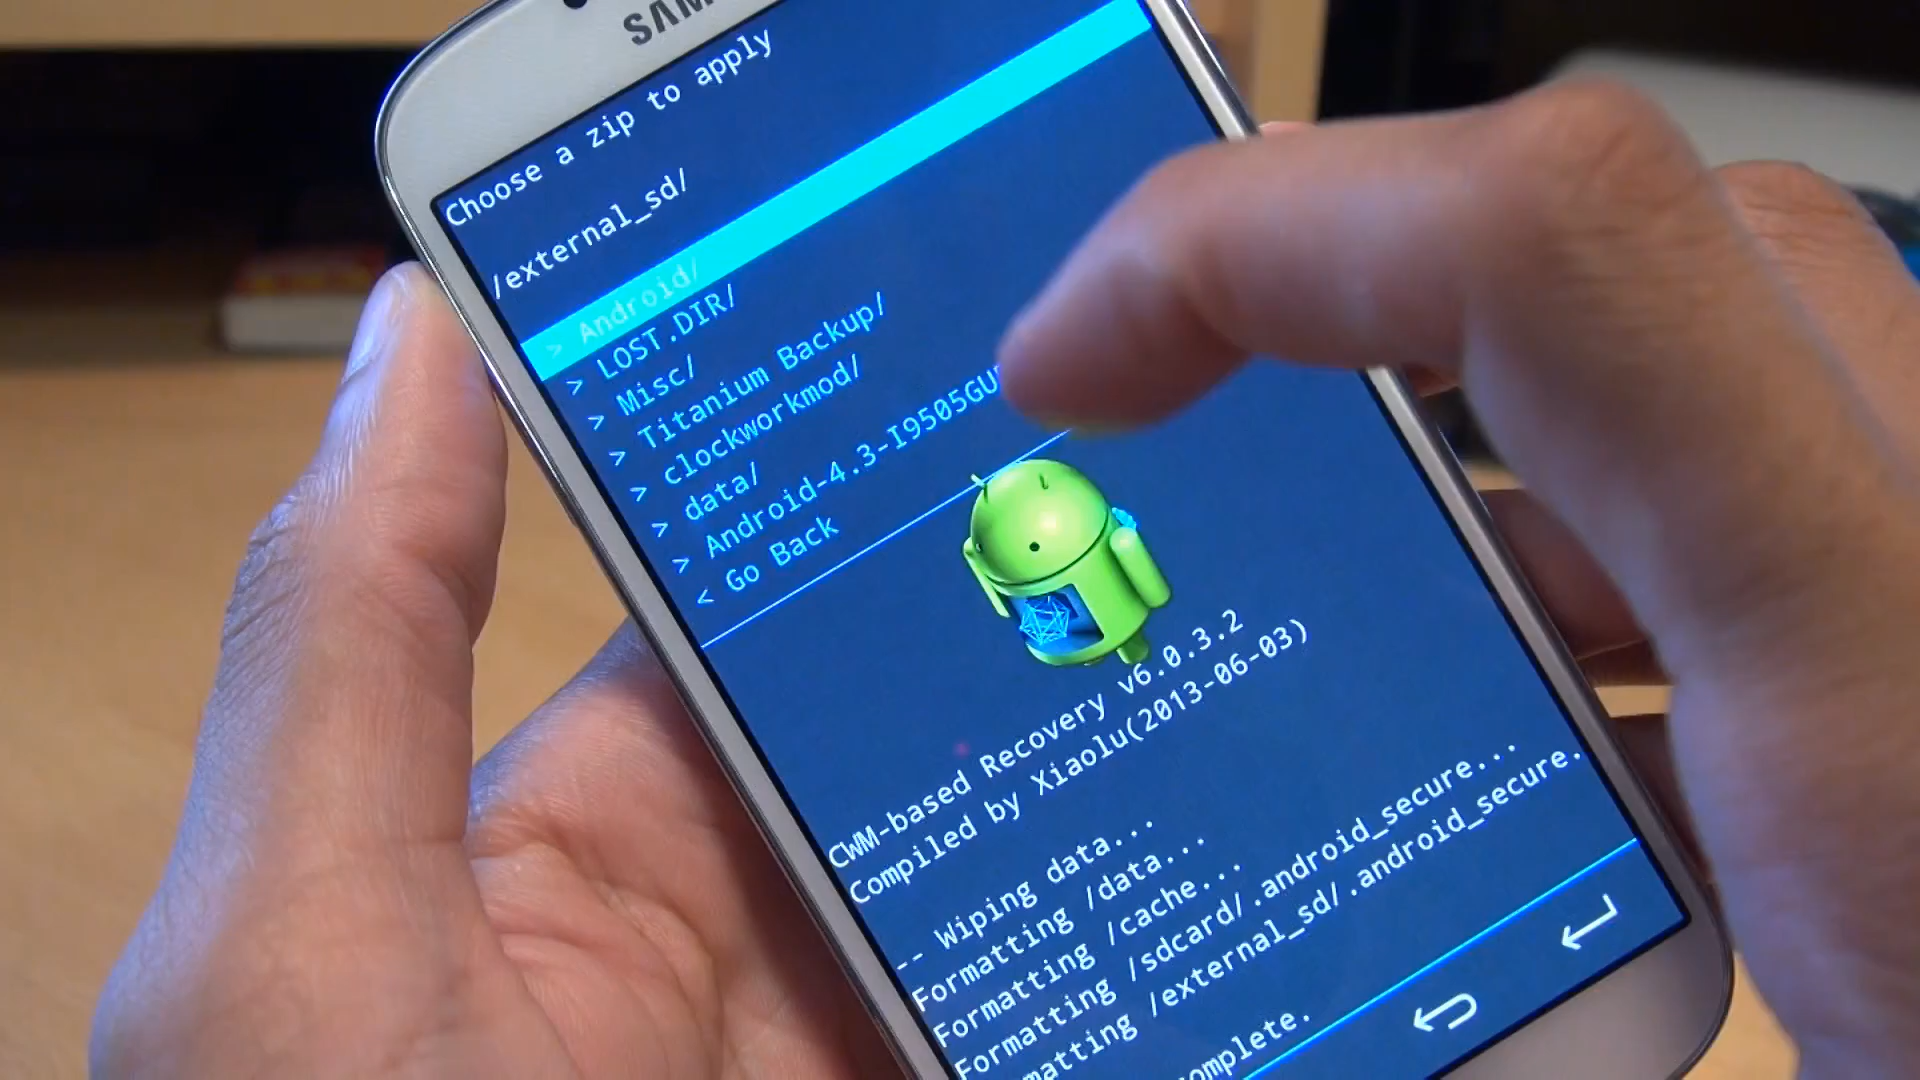 SAM
Choose a zip to apply
/external_sd/
> Android/
> LOST.DIR/
> Misc/
> Titanium Backup/
> clockworkmod/
> data/
> Android-4.3-I9505GU
< Go Back
CWM-based Recovery v6.0.3.2
Compiled by Xiaolu(2013-06-03)
-- Wiping data...
Formatting /data...
Formatting /cache...
Formatting /sdcard/.android_secure...
matting /external_sd/.android_secure.
omplete.